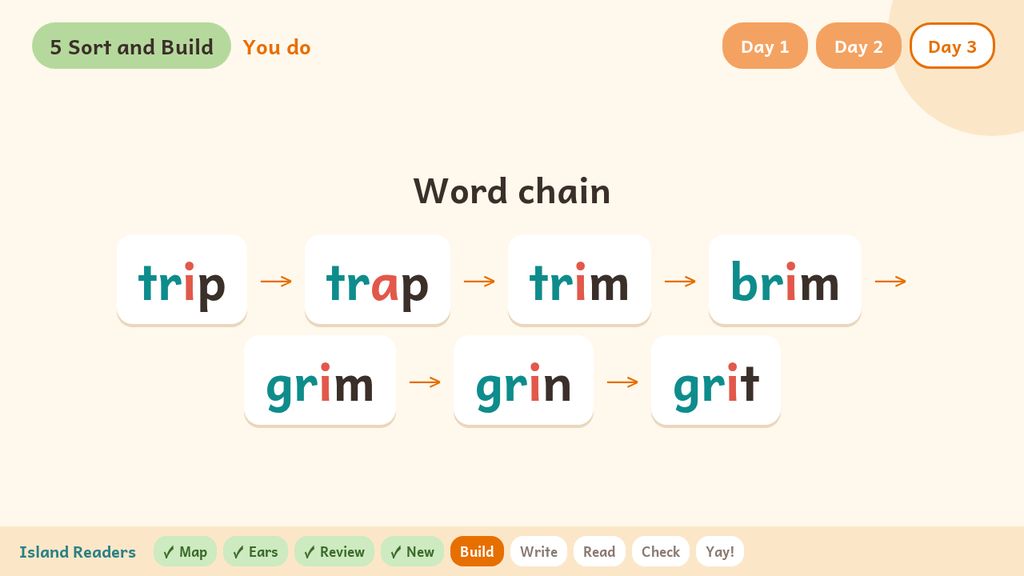 5 Sort and Build You do Day 1 Day 2 Day 3
Word chain
trip → trap → trim → brim →
grim → grin → grit
Island Readers ✓ Map ✓ Ears ✓ Review ✓ New Build Write Read Check Yay!